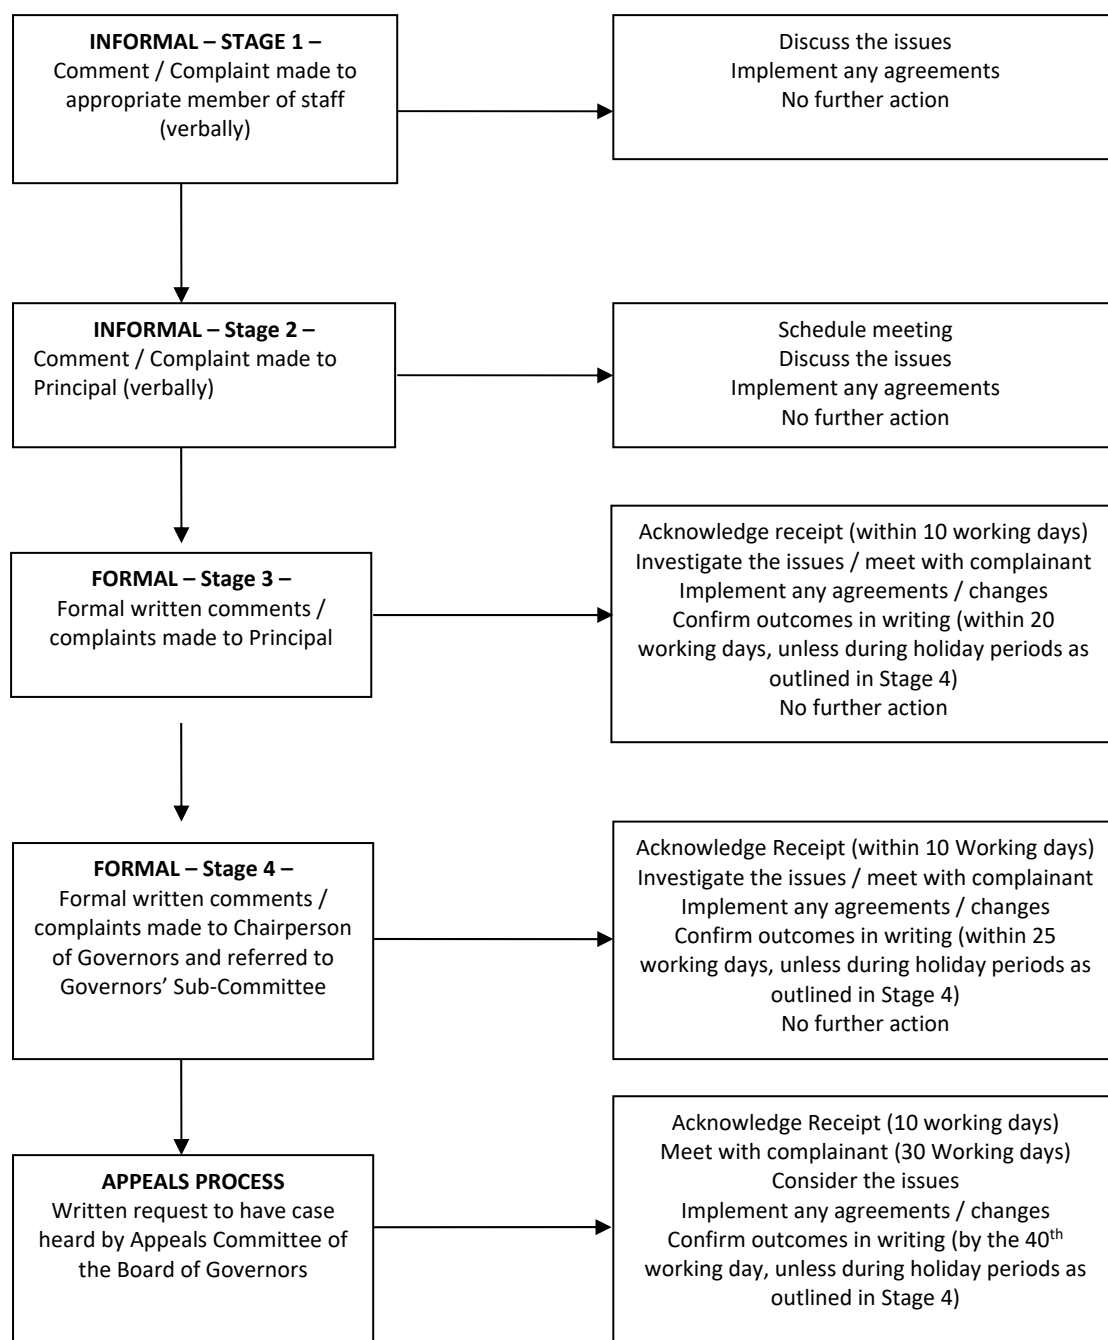 INFORMAL – STAGE 1 –
Comment / Complaint made to
appropriate member of staff
(verbally)
Discuss the issues
Implement any agreements
No further action
INFORMAL – Stage 2 –
Comment / Complaint made to
Principal (verbally)
Schedule meeting
Discuss the issues
Implement any agreements
No further action
FORMAL – Stage 3 –
Formal written comments /
complaints made to Principal
Acknowledge receipt (within 10 working days)
Investigate the issues / meet with complainant
Implement any agreements / changes
Confirm outcomes in writing (within 20
working days, unless during holiday periods as
outlined in Stage 4)
No further action
FORMAL – Stage 4 –
Formal written comments /
complaints made to Chairperson
of Governors and referred to
Governors’ Sub-Committee
Acknowledge Receipt (within 10 Working days)
Investigate the issues / meet with complainant
Implement any agreements / changes
Confirm outcomes in writing (within 25
working days, unless during holiday periods as
outlined in Stage 4)
No further action
APPEALS PROCESS
Written request to have case
heard by Appeals Committee of
the Board of Governors
Acknowledge Receipt (10 working days)
Meet with complainant (30 Working days)
Consider the issues
Implement any agreements / changes
Confirm outcomes in writing (by the 40th
working day, unless during holiday periods as
outlined in Stage 4)